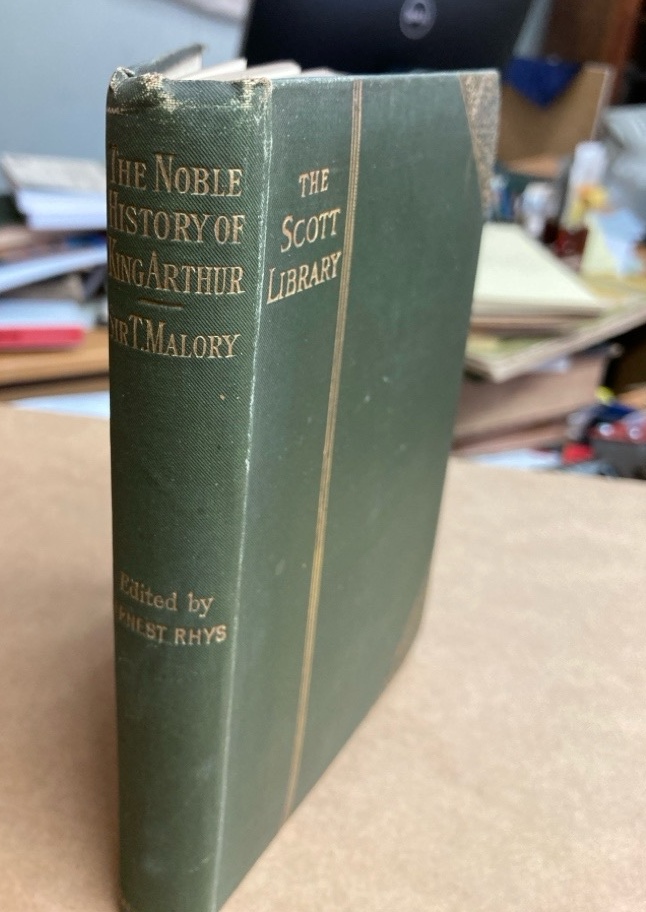 THE NOBLE
HISTORY OF
KING ARTHUR
SIR T. MALORY
Edited by
ERNEST RHYS
THE
SCOTT
LIBRARY